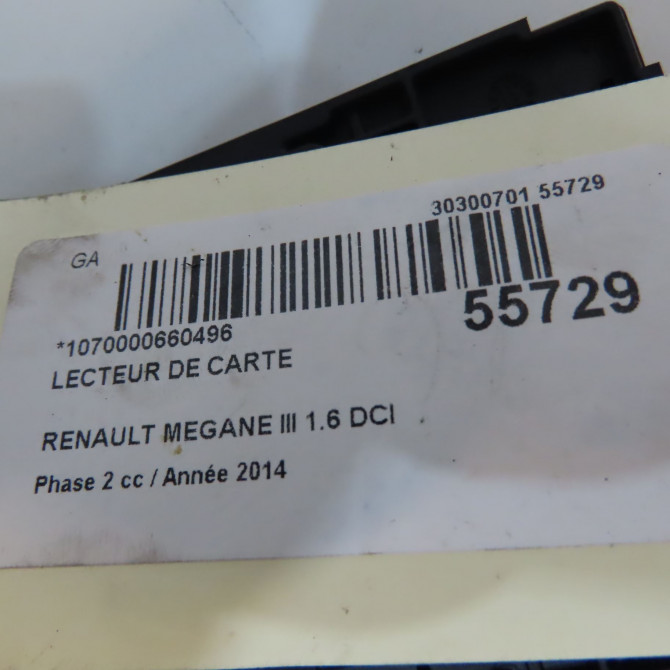 30300701 55729
GA
55729
*1070000660496
LECTEUR DE CARTE
RENAULT MEGANE III 1.6 DCI
Phase 2 cc / Année 2014